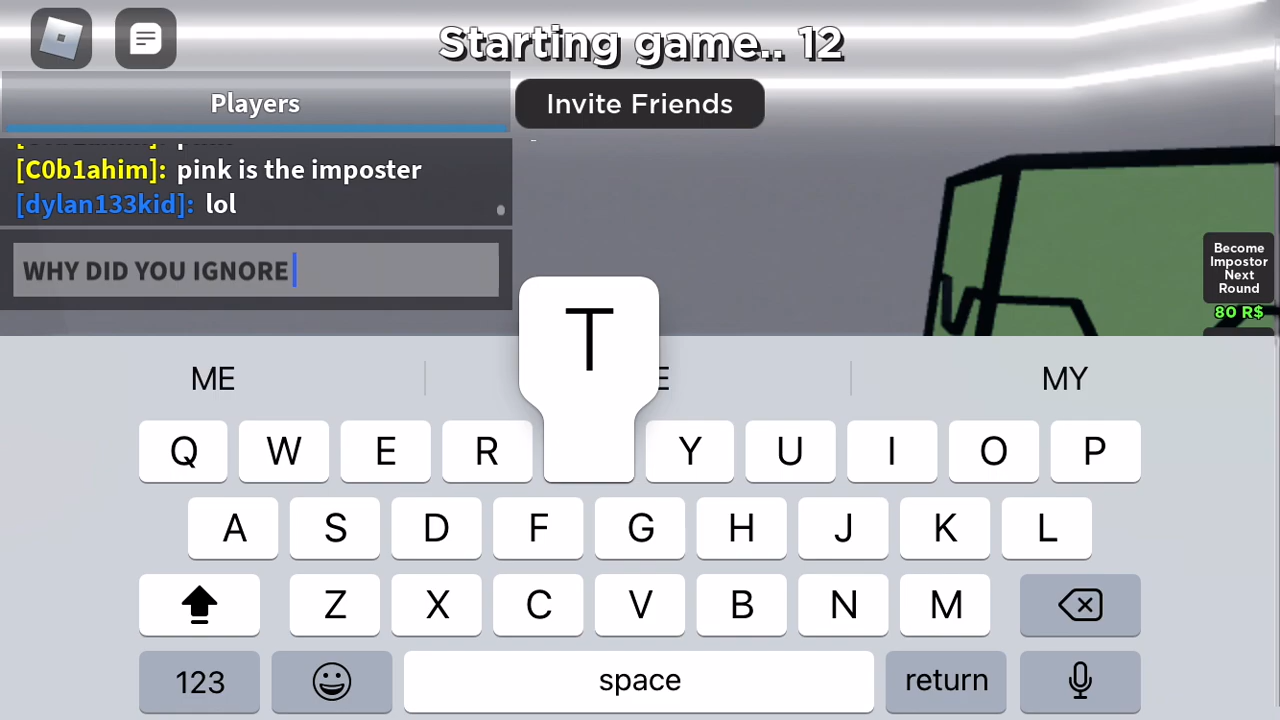 Starting game.. 12
Players
Invite Friends
[C0b1ahim]: pink is the imposter
[dylan133kid]: lol
WHY DID YOU IGNORE
Become
Impostor
Next
Round
80 R$
T
ME
MY
Q W E R Y U I O P
A S D F G H J K L
Z X C V B N M
123
space
return